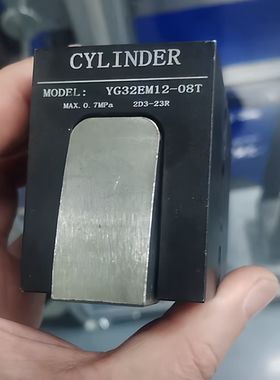 CYLINDER
MODEL: YG32EM12-08T
MAX.0.7MPa 2D3-23R